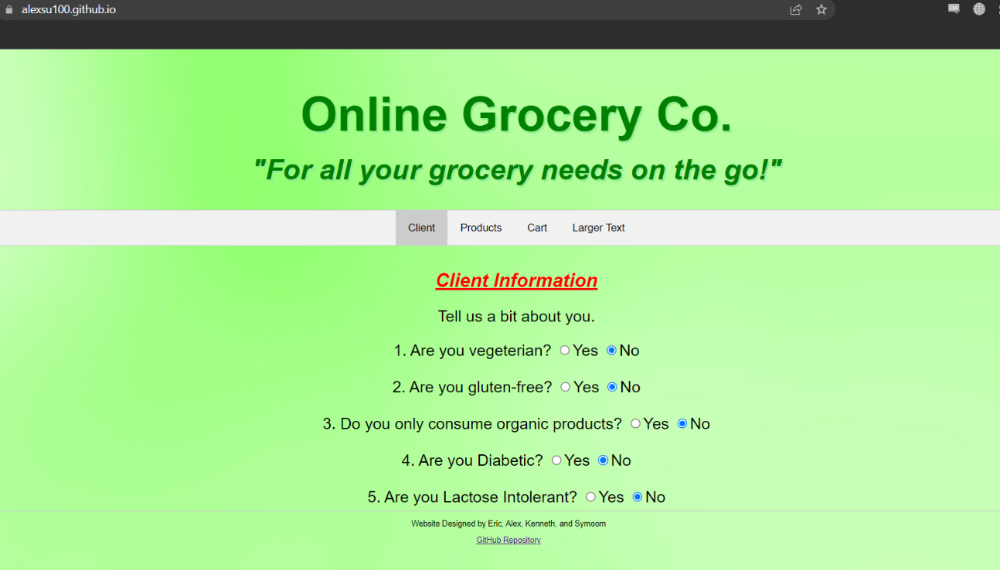 alexsu100.github.io
CSS
Online Grocery Co.
"For all your grocery needs on the go!"
Client Products Cart Larger Text
Client Information
Tell us a bit about you.
1. Are you vegeterian? Yes No
2. Are you gluten-free? Yes No
3. Do you only consume organic products? Yes No
4. Are you Diabetic? Yes No
5. Are you Lactose Intolerant? Yes No
Website Designed by Eric, Alex, Kenneth, and Symoom
GitHub Repository